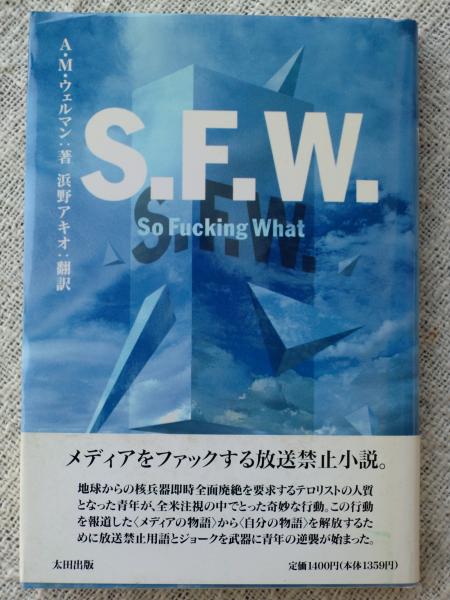 A・M・ウェルマン:著 浜野アキオ:翻訳
S.F.W.
So Fucking What
S.F.W.
メディアをファックする放送禁止小説。
地球からの核兵器即時全面廃絶を要求するテロリストの人質
となった青年が、全米注視の中でとった奇妙な行動。この行動
を報道した〈メディアの物語〉から〈自分の物語〉を解放するた
めに放送禁止用語とジョークを武器に青年の逆襲が始まった。
太田出版
定価1400円(本体1359円)